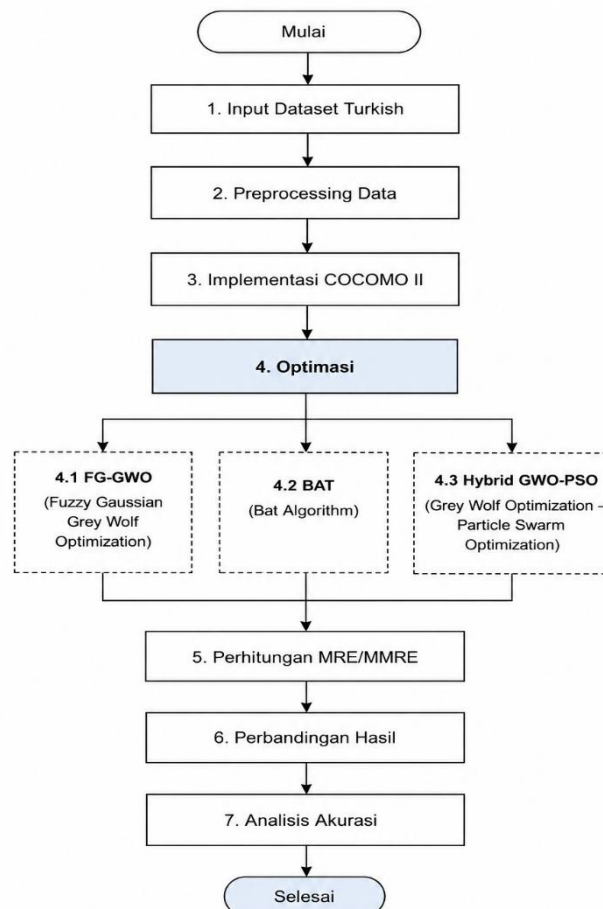 Mulai
1. Input Dataset Turkish
2. Preprocessing Data
3. Implementasi COCOMO II
4. Optimasi
4.1 FG-GWO
(Fuzzy Gaussian
Grey Wolf
Optimization)
4.2 BAT
(Bat Algorithm)
4.3 Hybrid GWO-PSO
(Grey Wolf Optimization –
Particle Swarm
Optimization)
5. Perhitungan MRE/MMRE
6. Perbandingan Hasil
7. Analisis Akurasi
Selesai